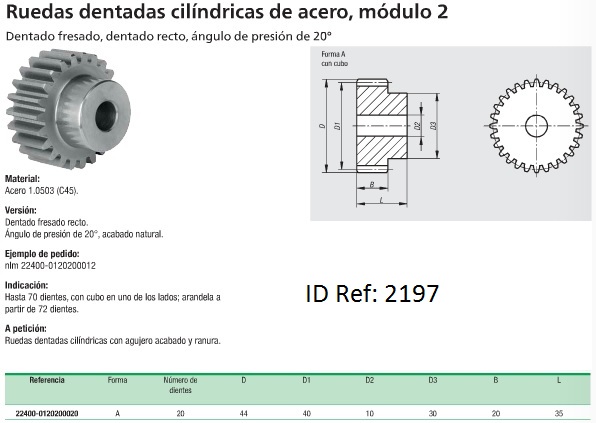 Ruedas dentadas cilíndricas de acero, módulo 2
Dentado fresado, dentado recto, ángulo de presión de 20°
Forma A
con cubo
D
D1
D2
D3
B
L
Material:
Acero 1.0503 (C45).
Versión:
Dentado fresado recto.
Ángulo de presión de 20°, acabado natural.
Ejemplo de pedido:
nlm 22400-0120200012
Indicación:
Hasta 70 dientes, con cubo en uno de los lados; arandela a
partir de 72 dientes.
A petición:
Ruedas dentadas cilíndricas con agujero acabado y ranura.
ID Ref: 2197
Referencia Forma Número de dientes D D1 D2 D3 B L
22400-0120200020 A 20 44 40 10 30 20 35